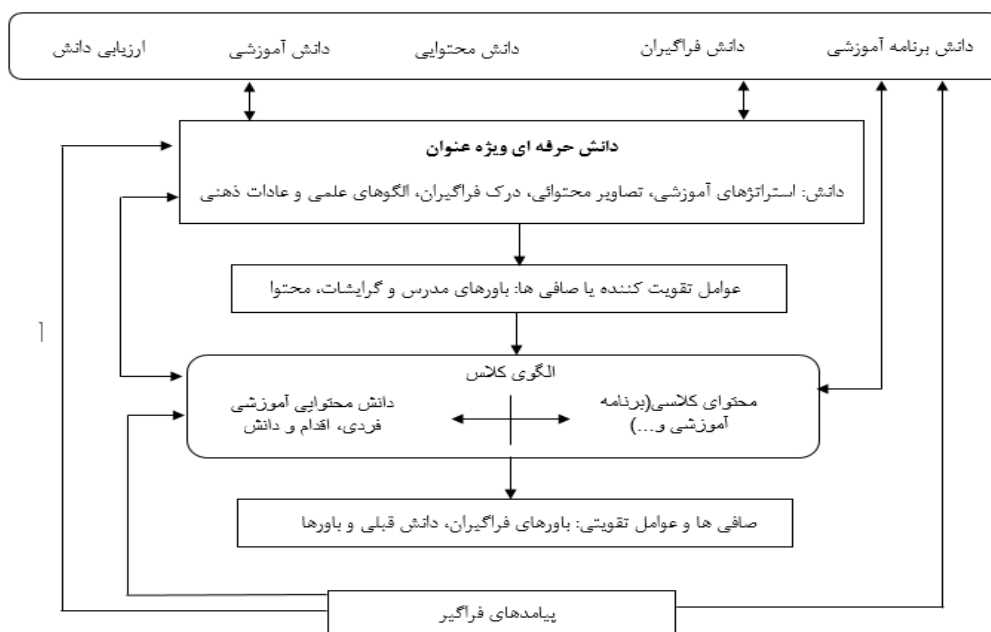 دانش برنامه آموزشی دانش فراگیران دانش محتوایی دانش آموزشی ارزیابی دانش
دانش حرفه ای ویژه عنوان
دانش: استراتژهای آموزشی، تصاویر محتوائی، درک فراگیران، الگوهای علمی و عادات ذهنی
عوامل تقویت کننده یا صافی ها: باورهای مدرس و گرایشات، محتوا
الگوی کلاس
محتوای کلاسی(برنامه
آموزشی و...)
دانش محتوایی آموزشی
فردی، اقدام و دانش
صافی ها و عوامل تقویتی: باورهای فراگیران، دانش قبلی و باورها
پیامدهای فراگیر